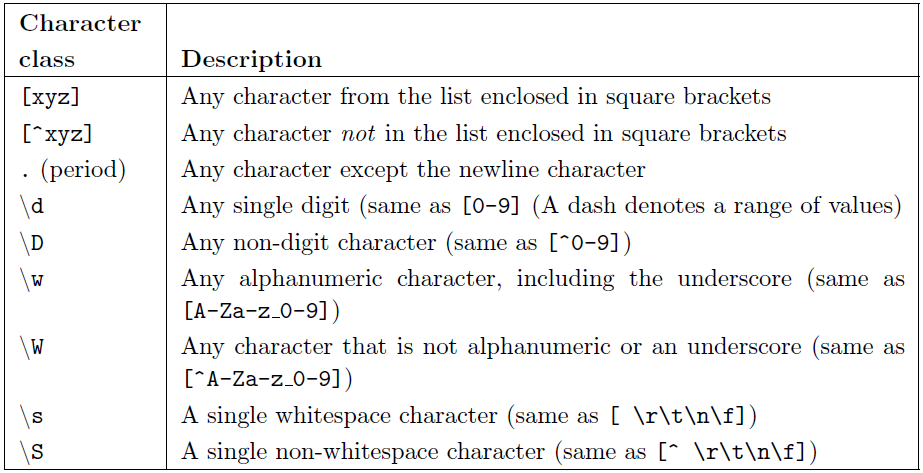 Character
class Description
[xyz] Any character from the list enclosed in square brackets
[^xyz] Any character not in the list enclosed in square brackets
. (period) Any character except the newline character
\d Any single digit (same as [0-9] (A dash denotes a range of values)
\D Any non-digit character (same as [^0-9])
\w Any alphanumeric character, including the underscore (same as
[A-Za-z_0-9])
\W Any character that is not alphanumeric or an underscore (same as
[^A-Za-z_0-9])
\s A single whitespace character (same as [ \r\t\n\f])
\S A single non-whitespace character (same as [^ \r\t\n\f])